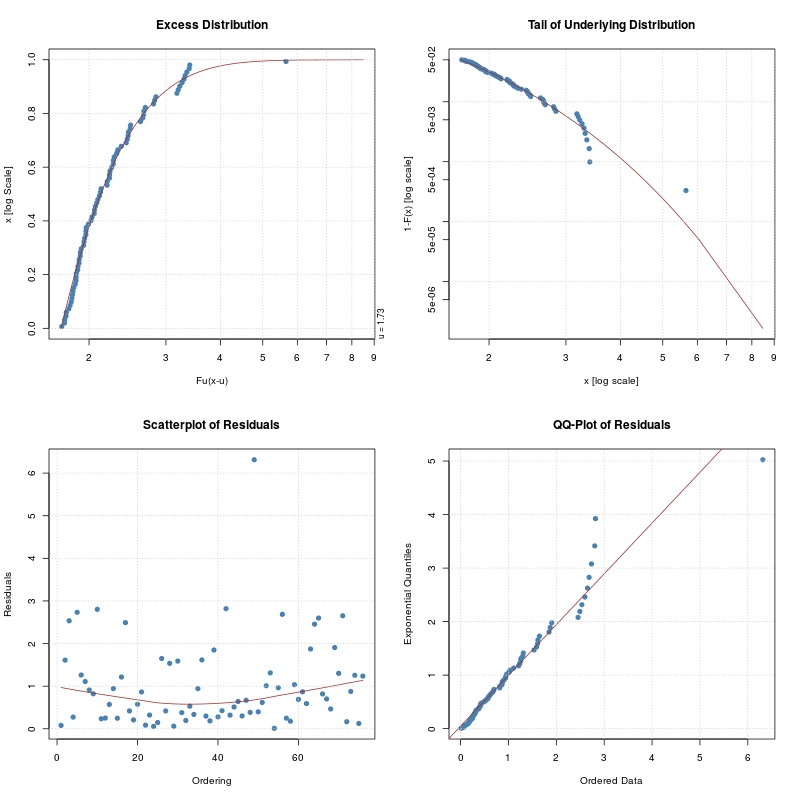 Excess Distribution
x [log Scale]
0.0 0.2 0.4 0.6 0.8 1.0
2 3 4 5 6 7 8 9
Fu(x-u)
u = 1.73
Tail of Underlying Distribution
1-F(x) [log scale]
5e-06 5e-05 5e-04 5e-03 5e-02
2 3 4 5 6 7 8 9
x [log scale]
Scatterplot of Residuals
Residuals
0 1 2 3 4 5 6
0 20 40 60
Ordering
QQ-Plot of Residuals
Exponential Quantiles
0 1 2 3 4 5
0 1 2 3 4 5 6
Ordered Data